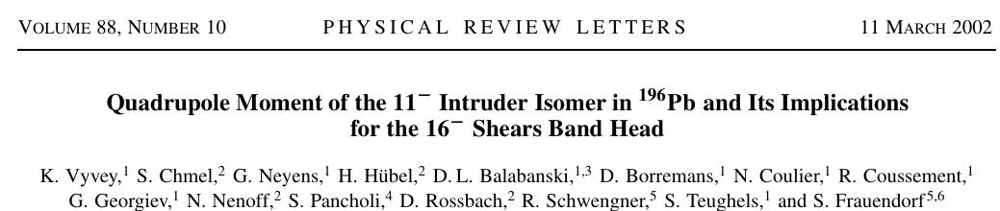 VOLUME 88, NUMBER 10 PHYSICAL REVIEW LETTERS 11 MARCH 2002
Quadrupole Moment of the 11⁻ Intruder Isomer in ¹⁹⁶Pb and Its Implications
for the 16⁻ Shears Band Head
K. Vyvey,¹ S. Chmel,² G. Neyens,¹ H. Hübel,² D. L. Balabanski,¹,³ D. Borremans,¹ N. Coulier,¹ R. Coussement,¹
G. Georgiev,¹ N. Nenoff,² S. Pancholi,⁴ D. Rossbach,² R. Schwengner,⁵ S. Teughels,¹ and S. Frauendorf⁵,⁶